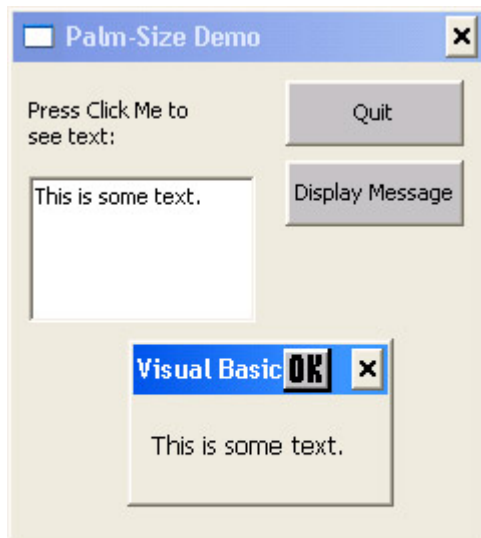 Palm-Size Demo
Press Click Me to
see text:
Quit
Display Message
This is some text.
Visual Basic OK
This is some text.